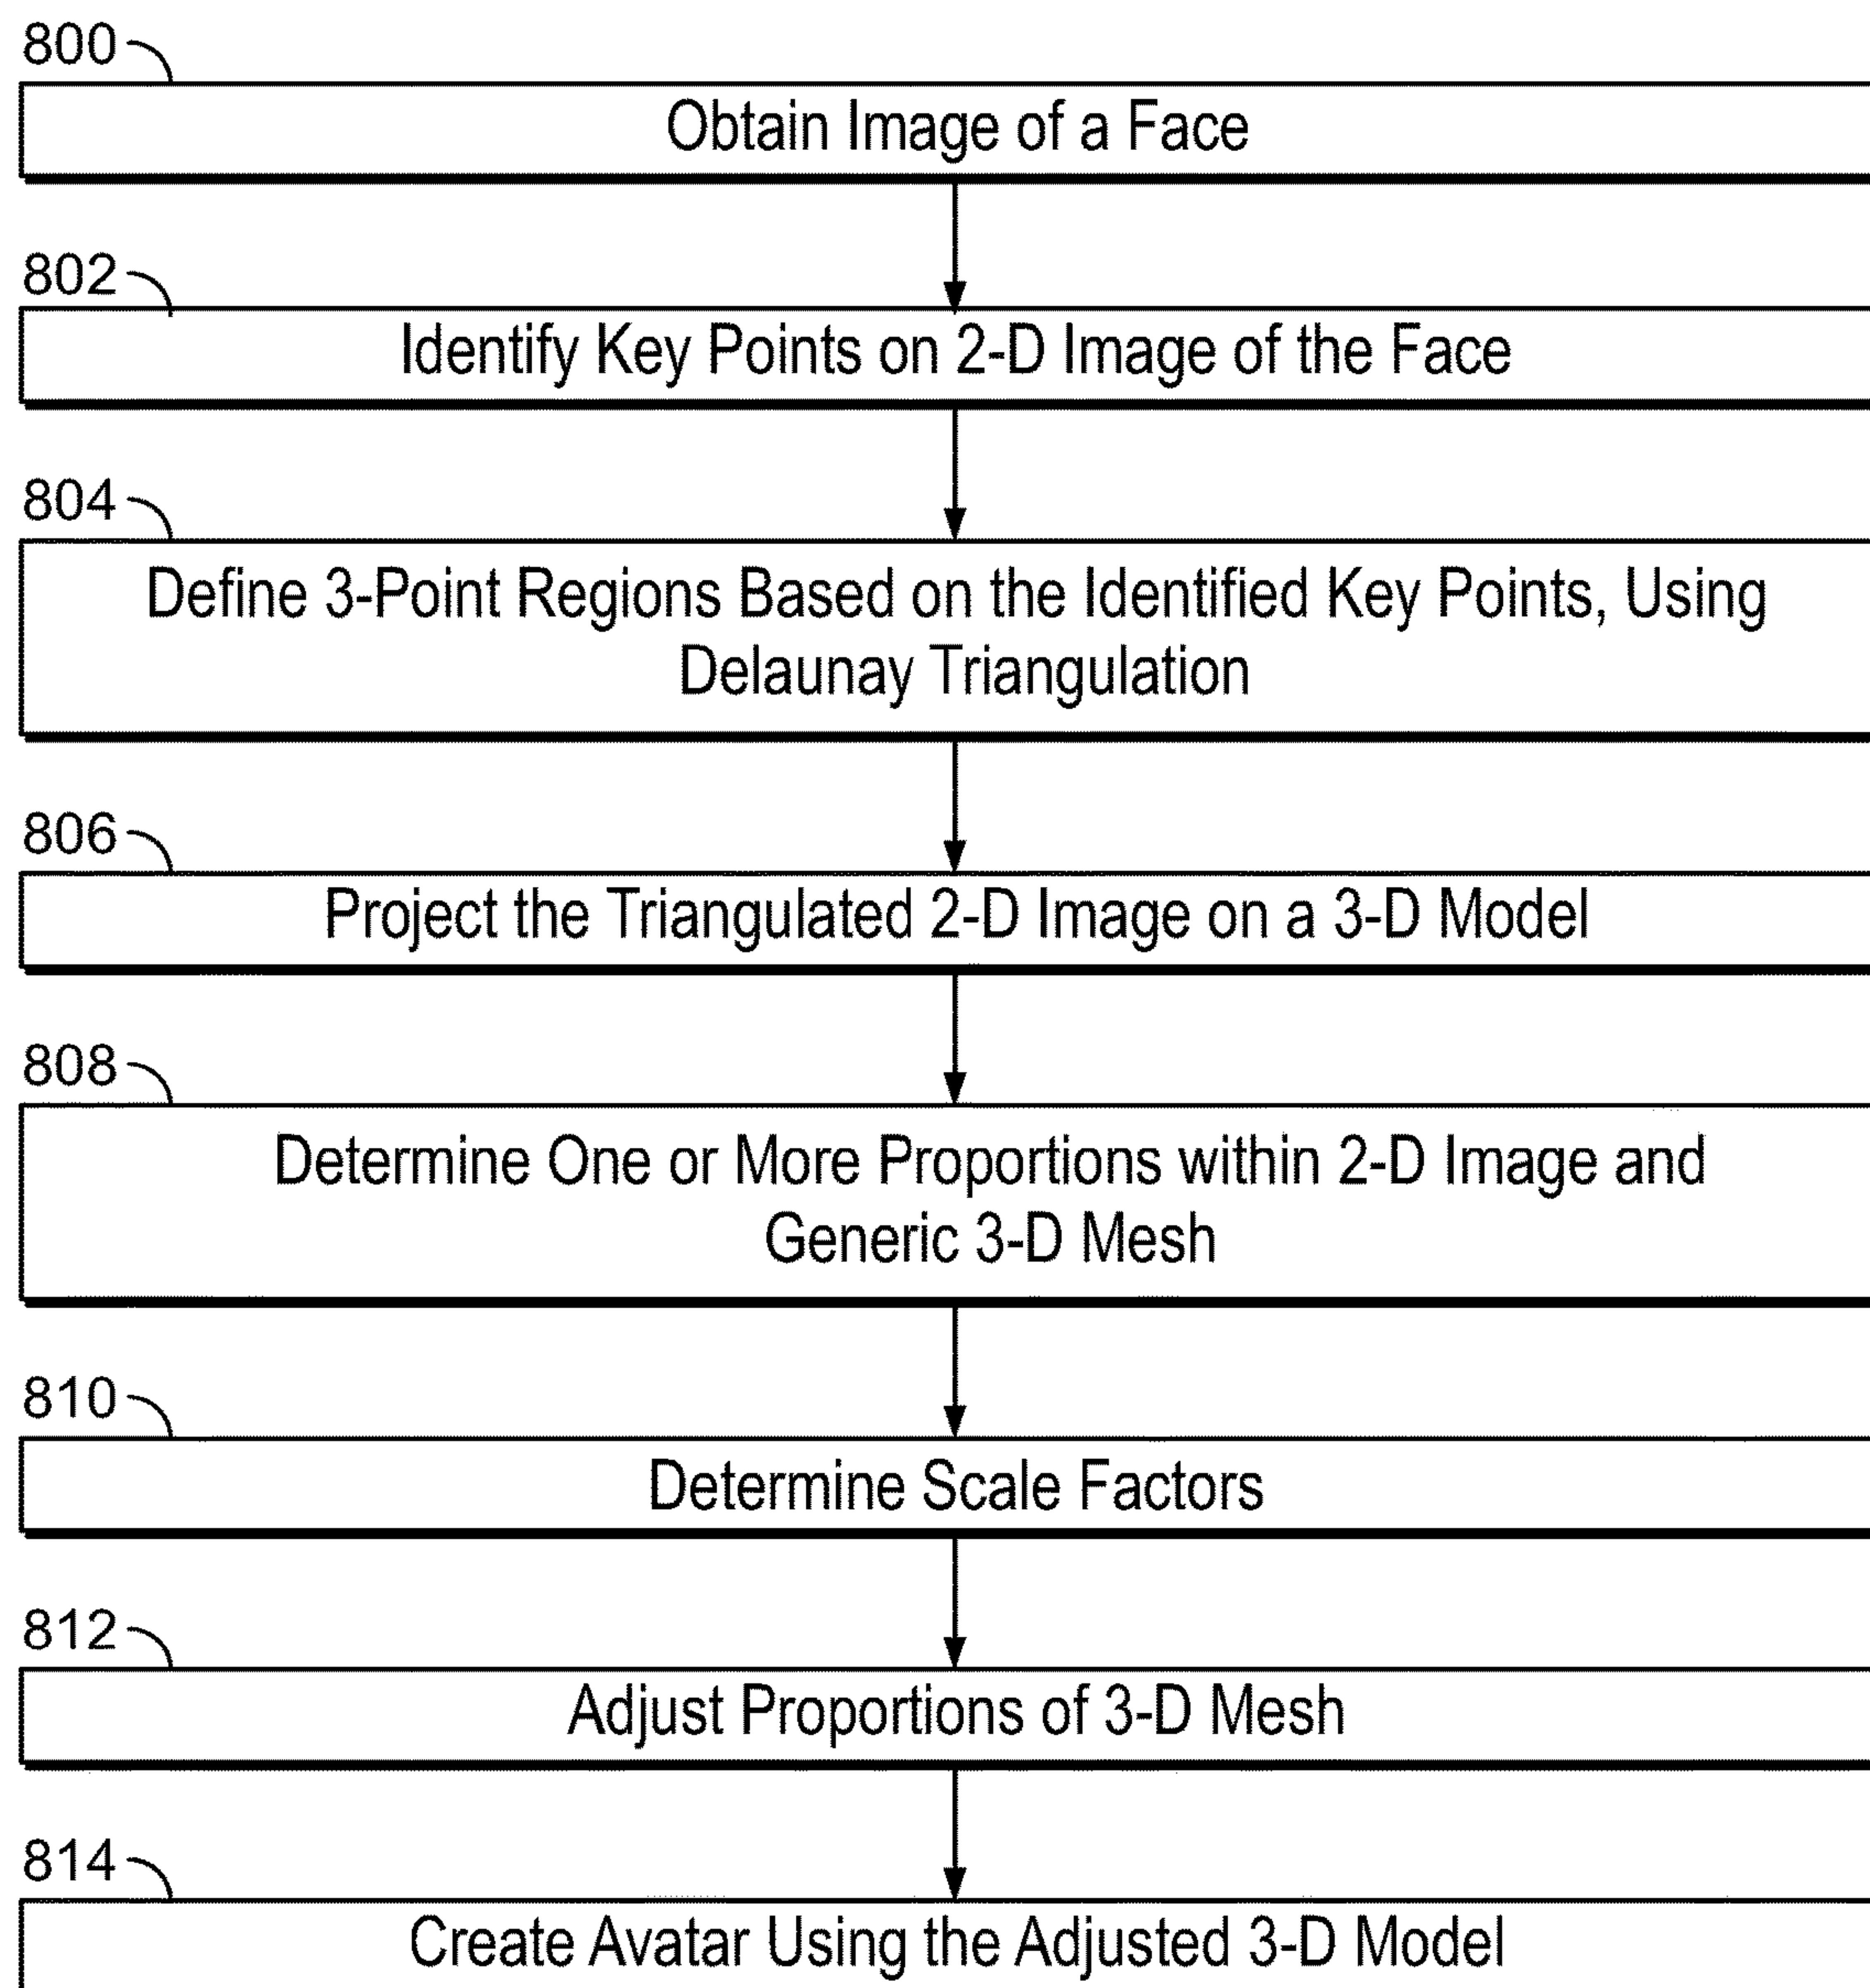 800
Obtain Image of a Face
802
Identify Key Points on 2-D Image of the Face
804
Define 3-Point Regions Based on the Identified Key Points, Using
Delaunay Triangulation
806
Project the Triangulated 2-D Image on a 3-D Model
808
Determine One or More Proportions within 2-D Image and
Generic 3-D Mesh
810
Determine Scale Factors
812
Adjust Proportions of 3-D Mesh
814
Create Avatar Using the Adjusted 3-D Model